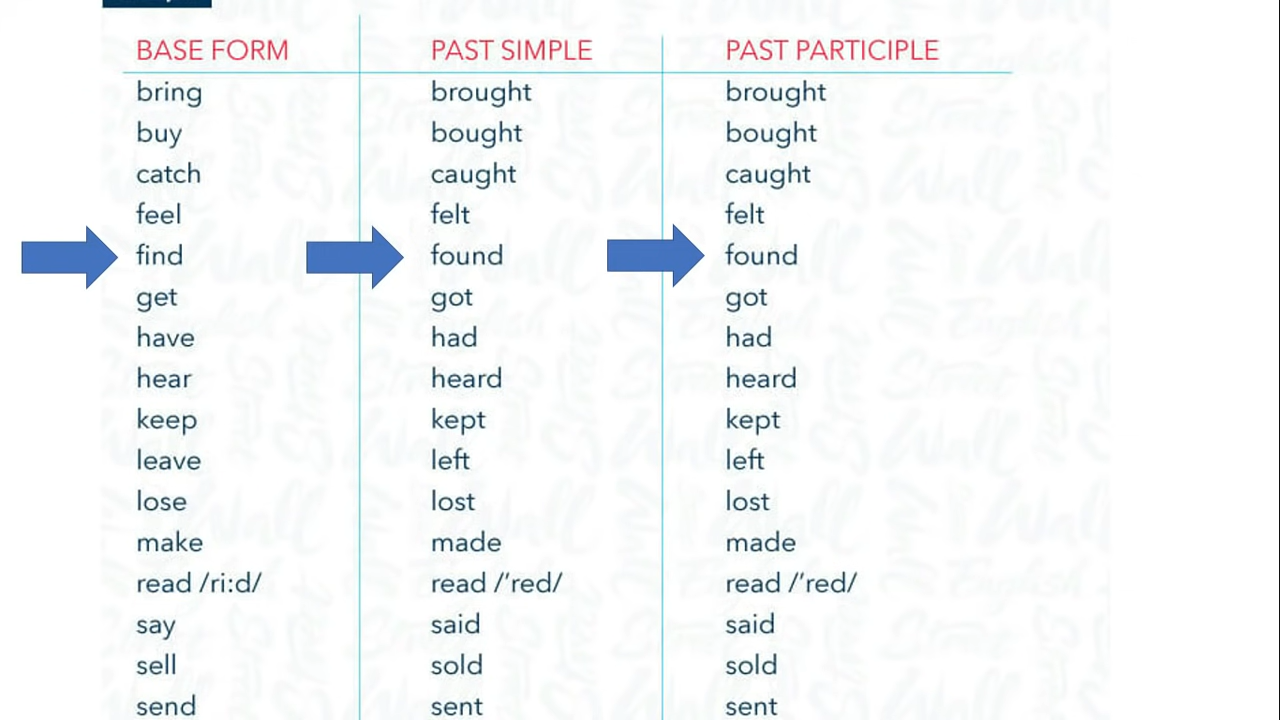 BASE FORM PAST SIMPLE PAST PARTICIPLE
bring brought brought
buy bought bought
catch caught caught
feel felt felt
find found found
get got got
have had had
hear heard heard
keep kept kept
leave left left
lose lost lost
make made made
read /ri:d/ read /'red/ read /'red/
say said said
sell sold sold
send sent sent